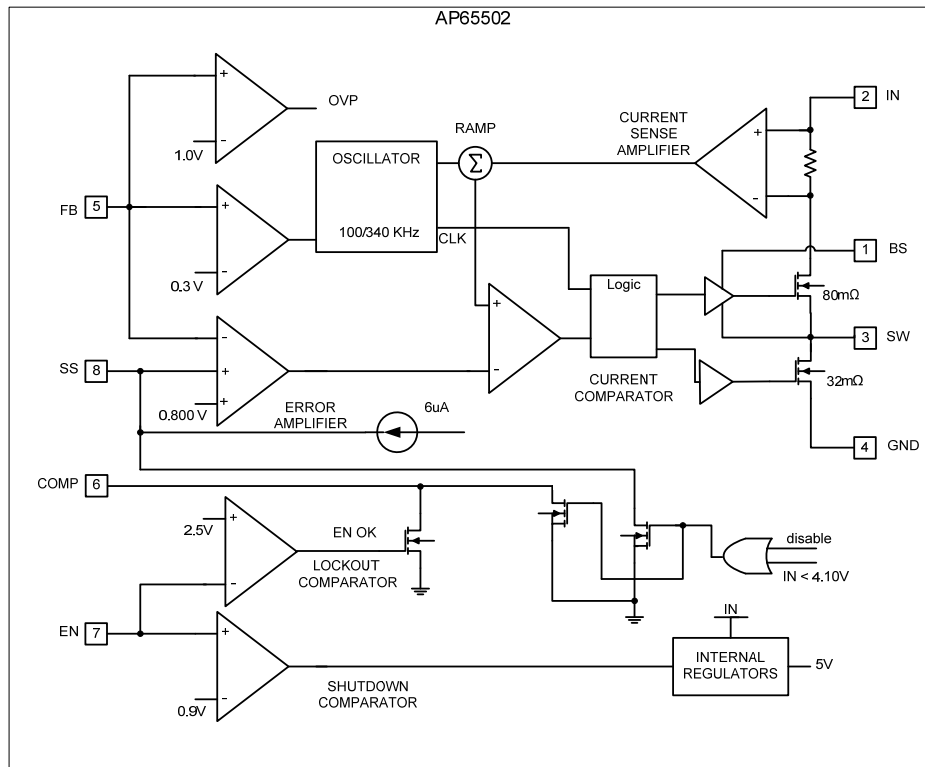 AP65502
+
OVP
-
1.0V
FB
5
+
-
0.3 V
OSCILLATOR
100/340 KHz
CLK
RAMP
Σ
CURRENT
SENSE
AMPLIFIER
+
-
2
IN
1
BS
80mΩ
3
SW
32mΩ
4
GND
Logic
CURRENT
COMPARATOR
+
-
SS
8
-
+
+
0.800 V
ERROR
AMPLIFIER
6uA
COMP
6
2.5V
+
-
EN OK
LOCKOUT
COMPARATOR
disable
IN < 4.10V
EN
7
+
-
0.9V
SHUTDOWN
COMPARATOR
IN
INTERNAL
REGULATORS
5V